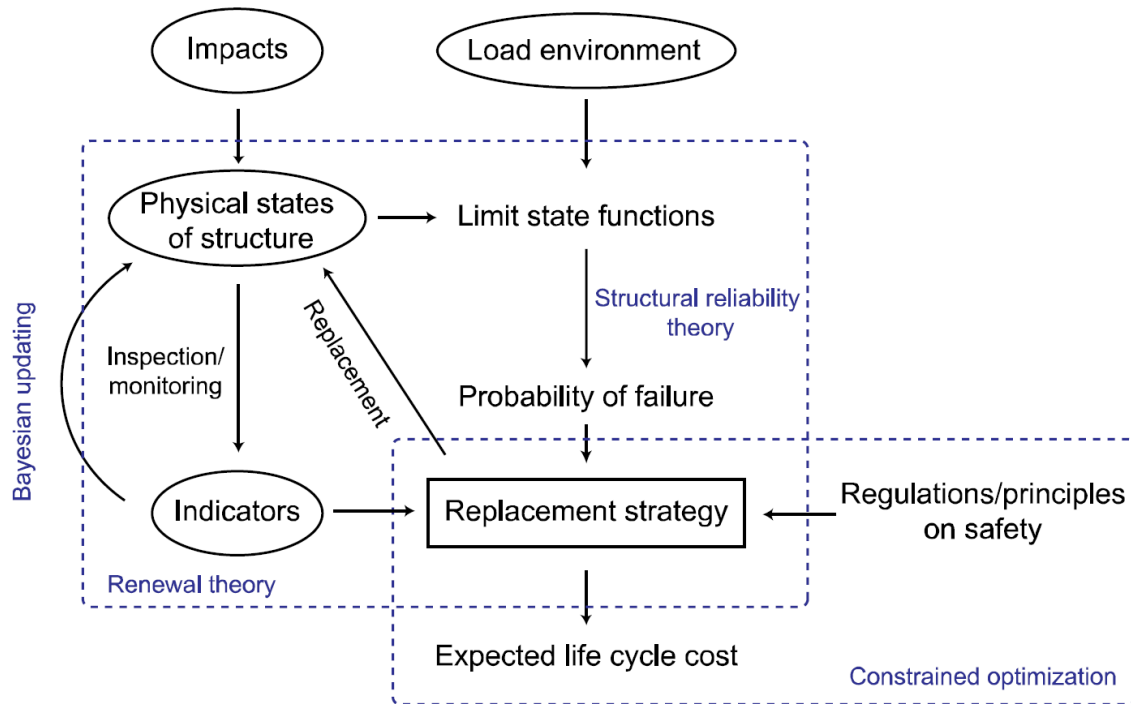 Impacts
Load environment
Physical states
of structure
Limit state functions
Structural reliability
theory
Bayesian updating
Inspection/
monitoring
Replacement
Probability of failure
Indicators
Replacement strategy
Regulations/principles
on safety
Renewal theory
Expected life cycle cost
Constrained optimization